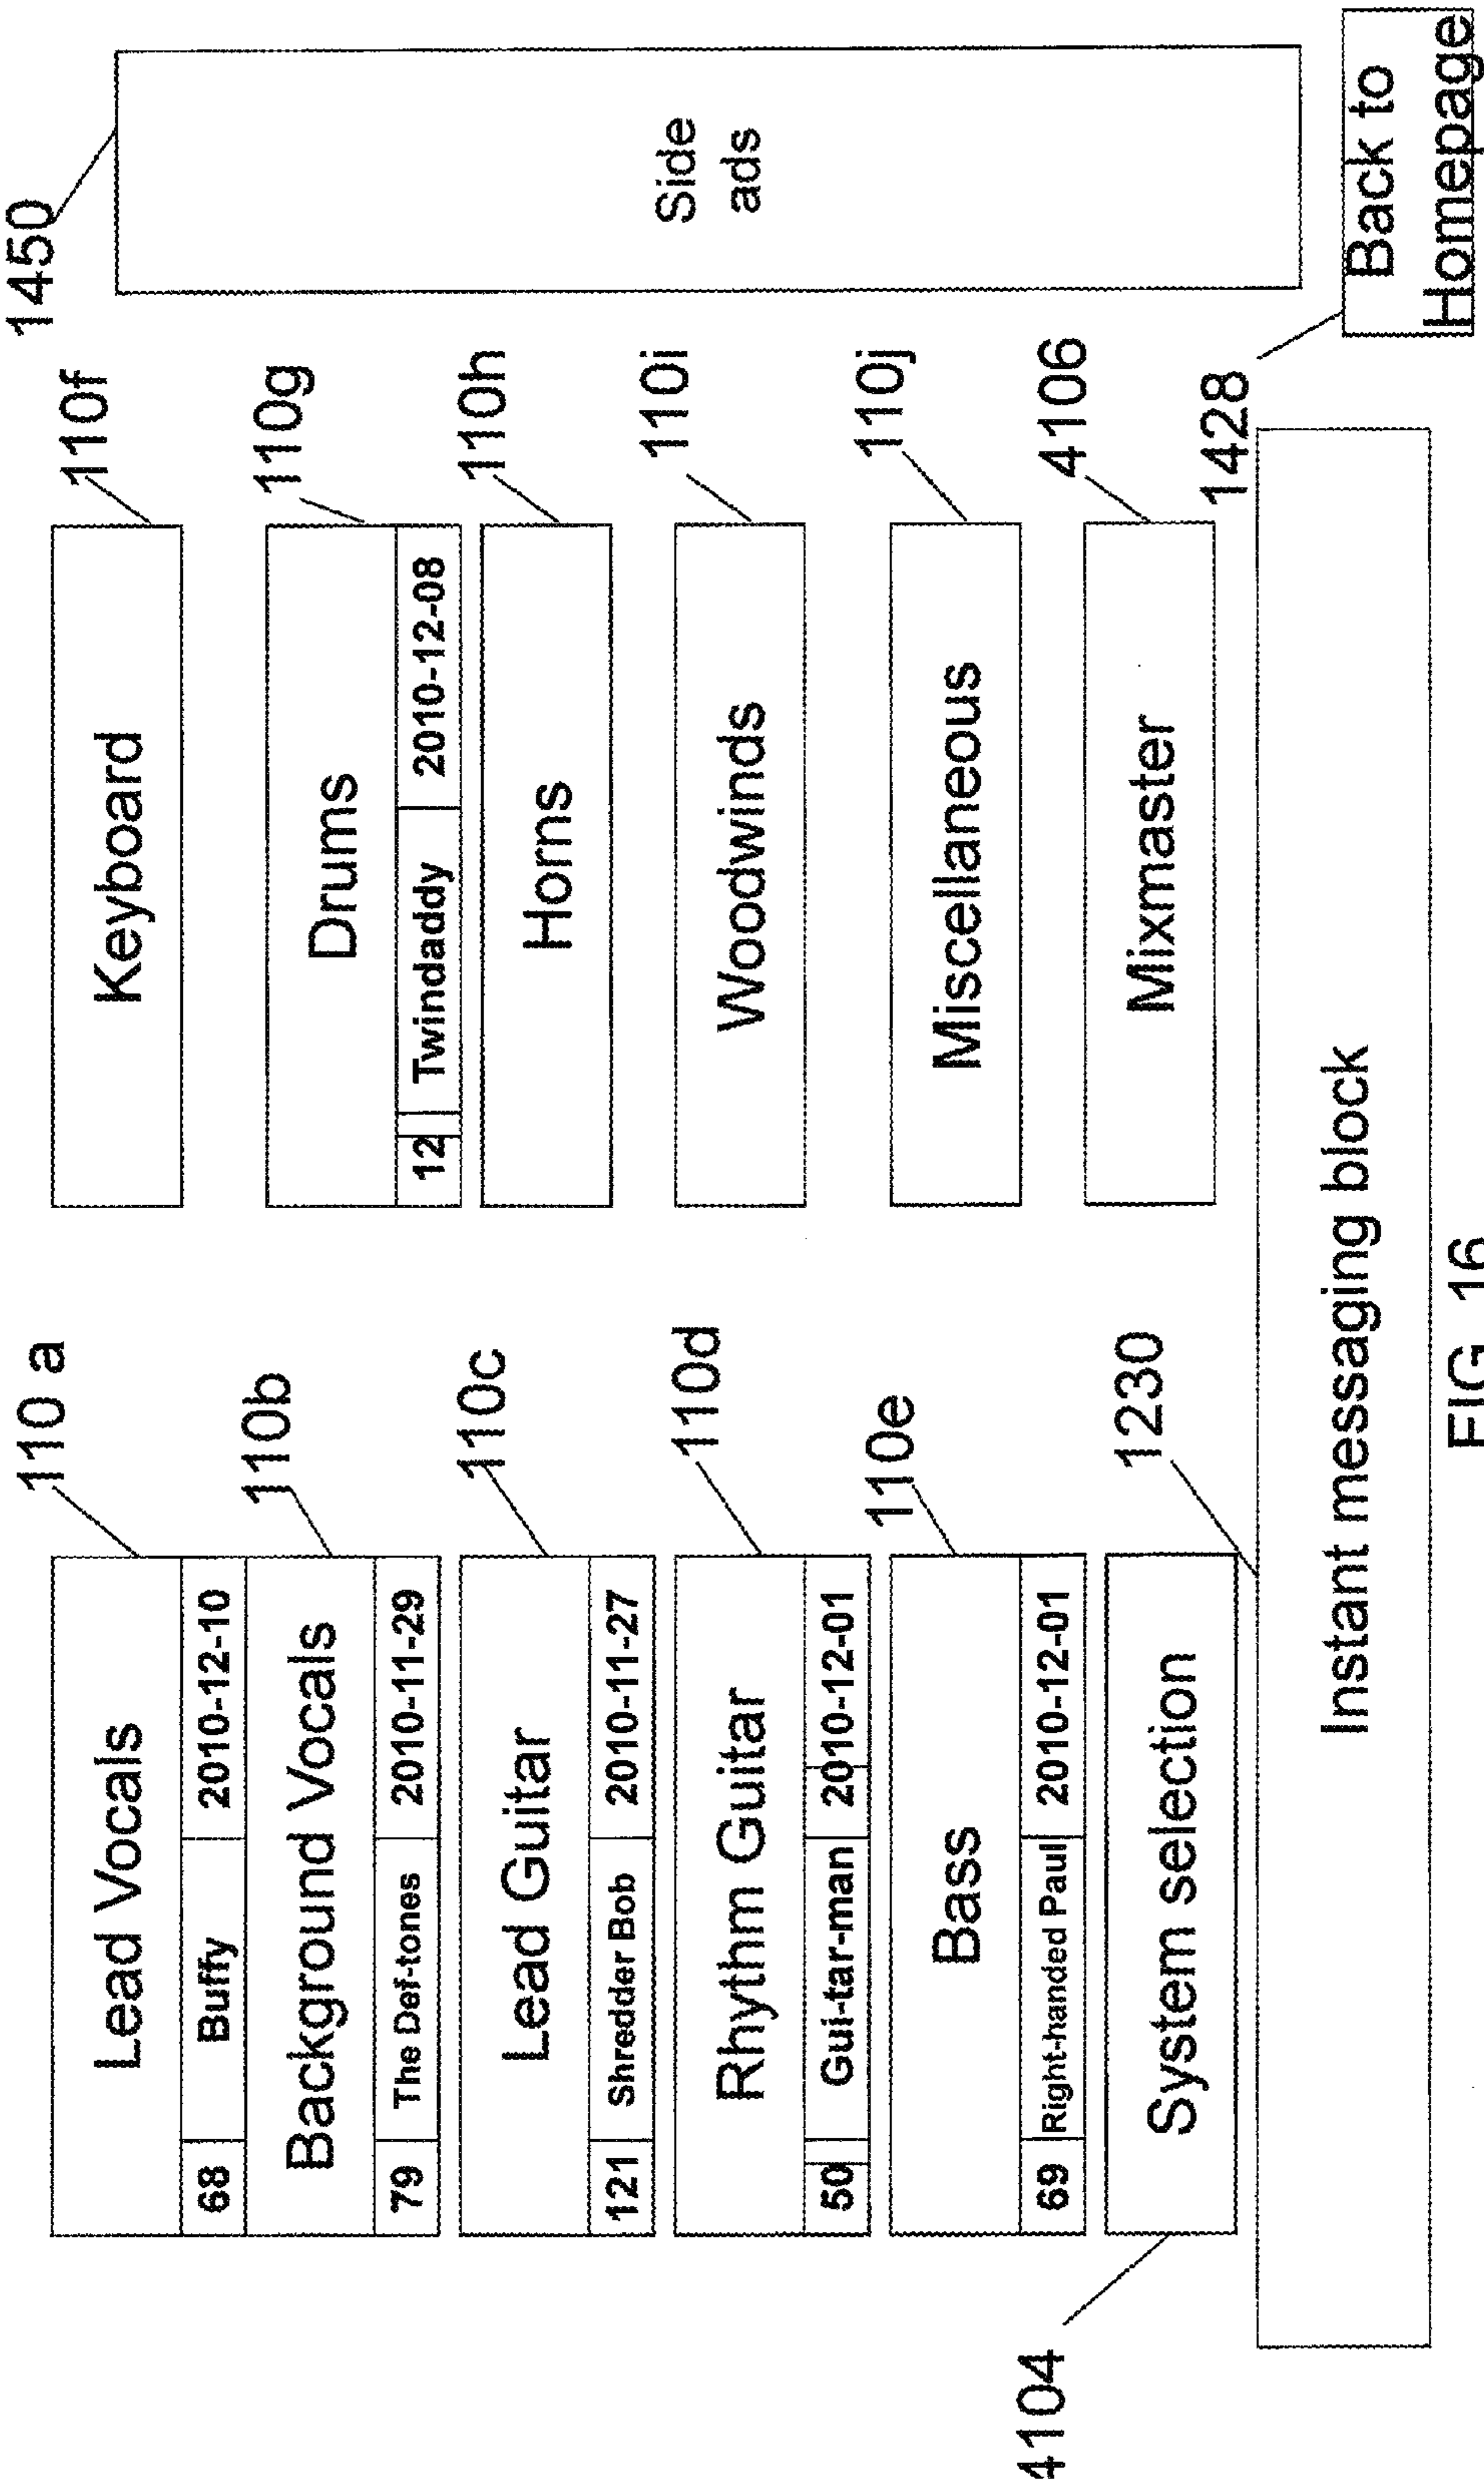 110 a
Lead Vocals
68 Buffy 2010-12-10
110b
Background Vocals
79 The Def-tones 2010-11-29
110c
Lead Guitar
121 Shredder Bob 2010-11-27
110d
Rhythm Guitar
50 Gui-tar-man 2010-12-01
110e
Bass
69 Right-handed Paul 2010-12-01
4104
System selection
1230
110f
Keyboard
110g
Drums
12 Twindaddy 2010-12-08
110h
Horns
110i
Woodwinds
110j
Miscellaneous
4106
Mixmaster
1450
Side
ads
1428
Back to
Homepage
Instant messaging block
FIG. 16